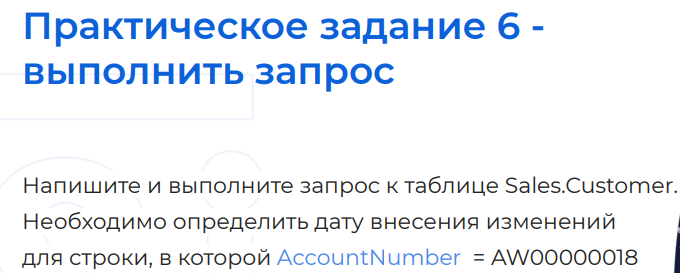 Практическое задание 6 -
выполнить запрос
Напишите и выполните запрос к таблице Sales.Customer.
Необходимо определить дату внесения изменений
для строки, в которой AccountNumber = AW00000018